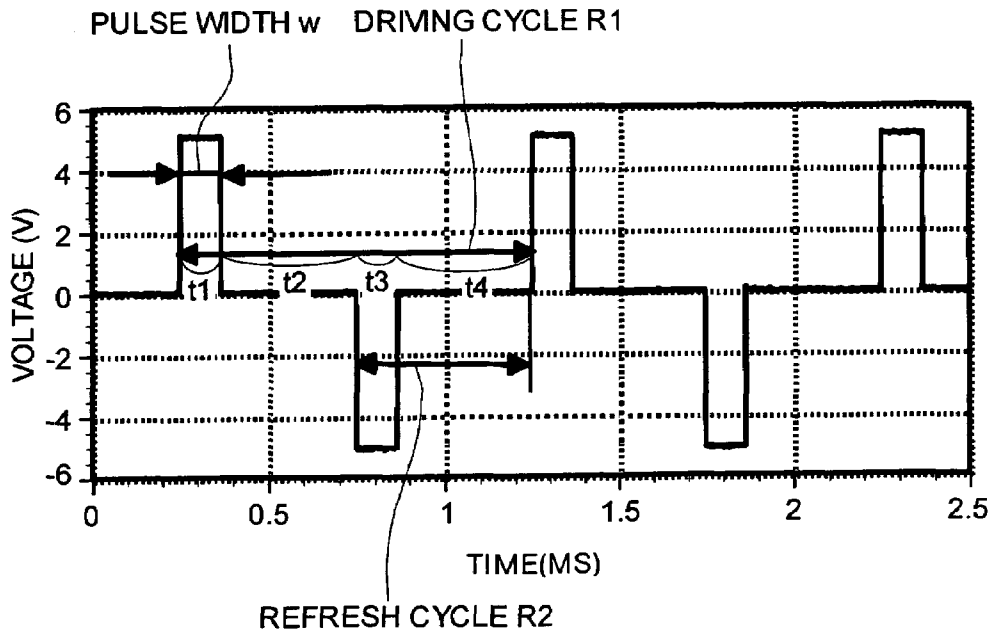 PULSE WIDTH w DRIVING CYCLE R1
6
4
2
0
-2
-4
-6
VOLTAGE (V)
t1 t2 t3 t4
0 0.5 1 1.5 2 2.5
TIME(MS)
REFRESH CYCLE R2